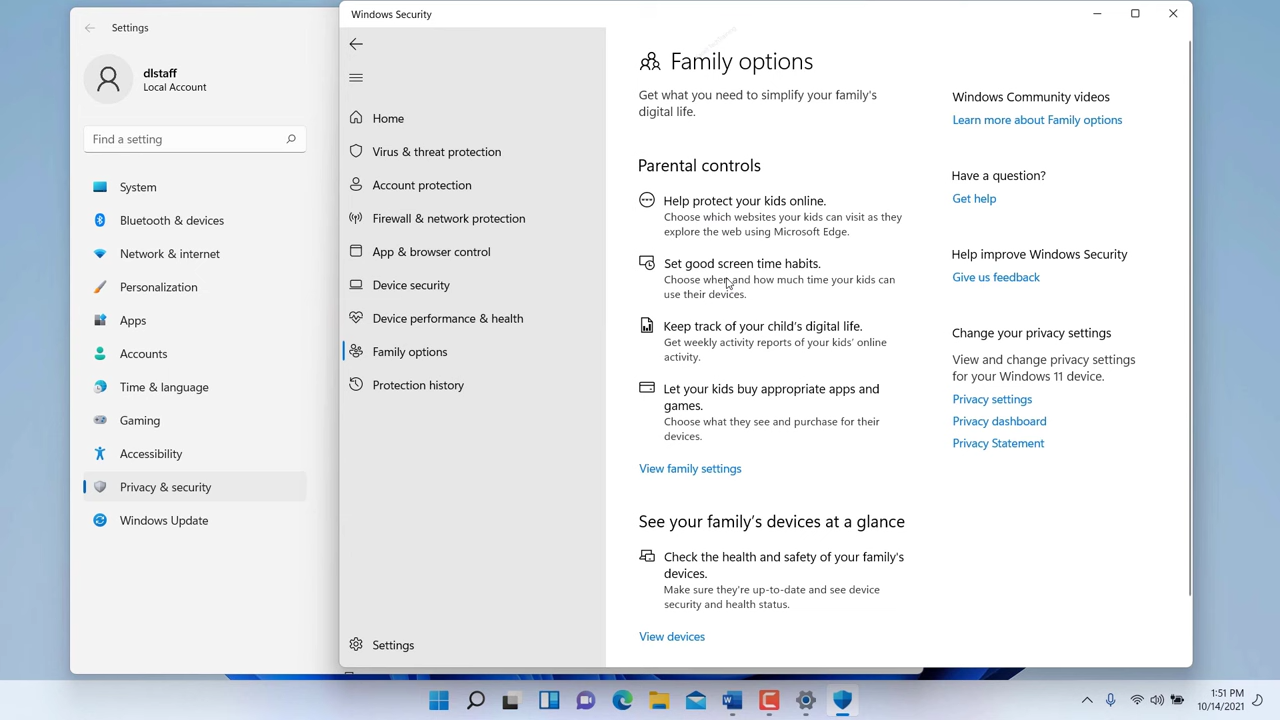 Settings
dlstaff
Local Account
Find a setting
System
Bluetooth & devices
Network & internet
Personalization
Apps
Accounts
Time & language
Gaming
Accessibility
Privacy & security
Windows Update
Windows Security
Home
Virus & threat protection
Account protection
Firewall & network protection
App & browser control
Device security
Device performance & health
Family options
Protection history
Settings
Family options
Get what you need to simplify your family's
digital life.
Parental controls
Help protect your kids online.
Choose which websites your kids can visit as they
explore the web using Microsoft Edge.
Set good screen time habits.
Choose when and how much time your kids can
use their devices.
Keep track of your child's digital life.
Get weekly activity reports of your kids' online
activity.
Let your kids buy appropriate apps and
games.
Choose what they see and purchase for their
devices.
View family settings
See your family's devices at a glance
Check the health and safety of your family's
devices.
Make sure they're up-to-date and see device
security and health status.
View devices
Windows Community videos
Learn more about Family options
Have a question?
Get help
Help improve Windows Security
Give us feedback
Change your privacy settings
View and change privacy settings
for your Windows 11 device.
Privacy settings
Privacy dashboard
Privacy Statement
1:51 PM
10/14/2021